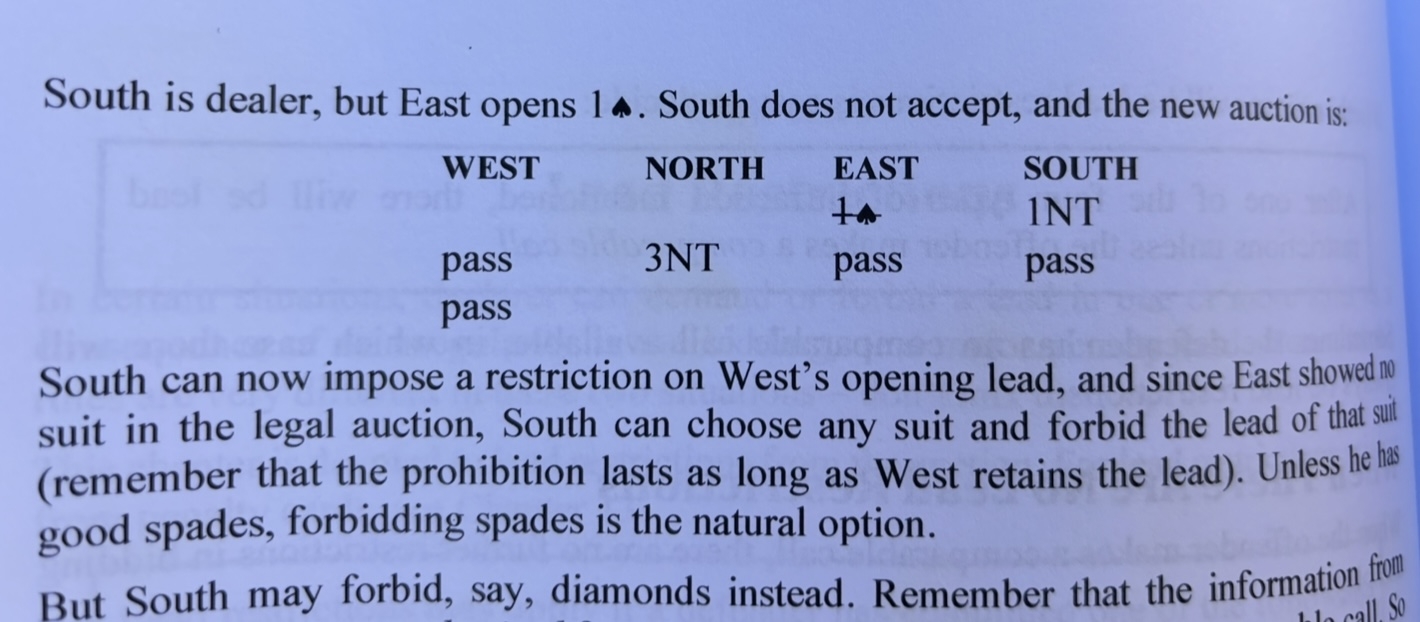 South is dealer, but East opens 1♠. South does not accept, and the new auction is:
WEST NORTH EAST SOUTH
1♠ 1NT
pass 3NT pass pass
pass
South can now impose a restriction on West's opening lead, and since East showed no
suit in the legal auction, South can choose any suit and forbid the lead of that suit
(remember that the prohibition lasts as long as West retains the lead). Unless he has
good spades, forbidding spades is the natural option.
But South may forbid, say, diamonds instead. Remember that the information from
call. So